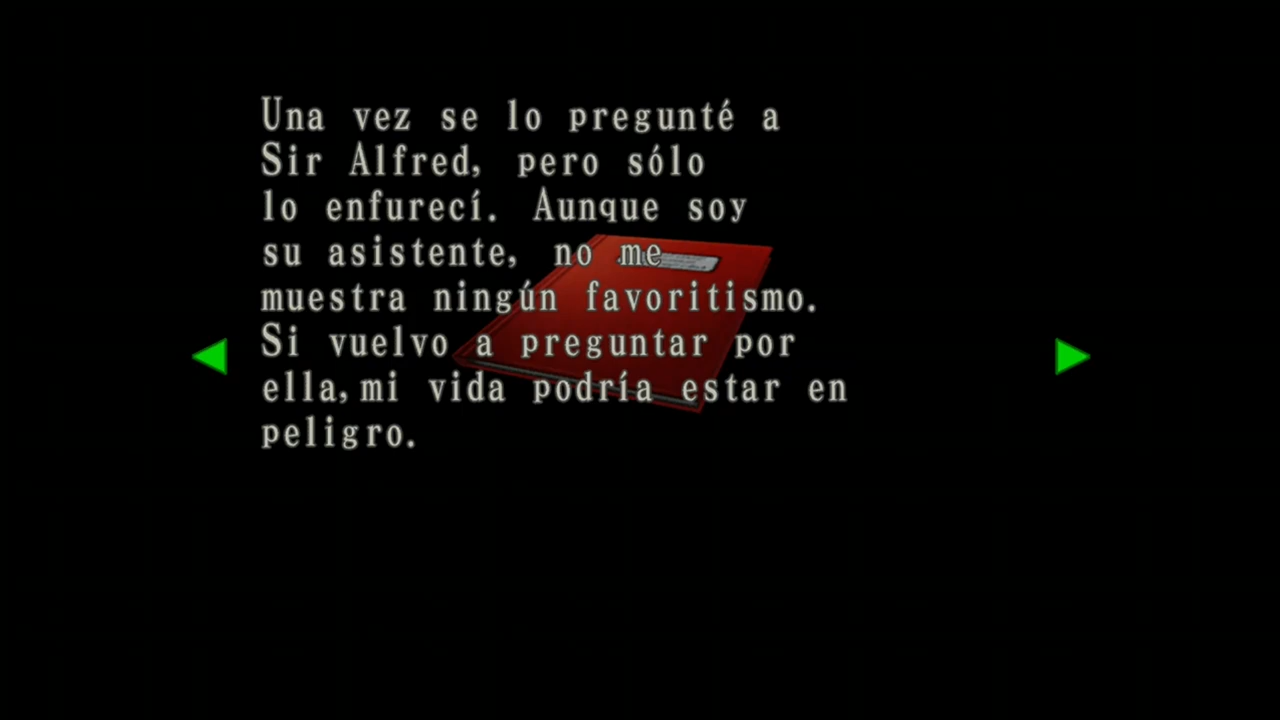 Una vez se lo pregunté a
Sir Alfred, pero sólo
lo enfurecí. Aunque soy
su asistente, no me
muestra ningún favoritismo.
Si vuelvo a preguntar por
ella,mi vida podría estar en
peligro.